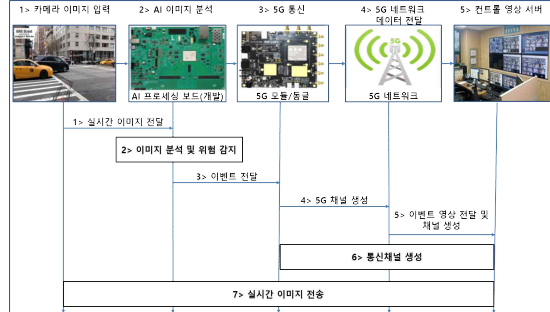 1> 카메라 이미지 입력
2> AI 이미지 분석
3> 5G 통신
4> 5G 네트워크
데이터 전달
5> 컨트롤 영상 서버
5G
AI 프로세싱 보드(개발)
5G 모듈/동글
5G 네트워크
1> 실시간 이미지 전달
2> 이미지 분석 및 위험 감지
3> 이벤트 전달
4> 5G 채널 생성
5> 이벤트 영상 전달 및
채널 생성
6> 통신채널 생성
7> 실시간 이미지 전송